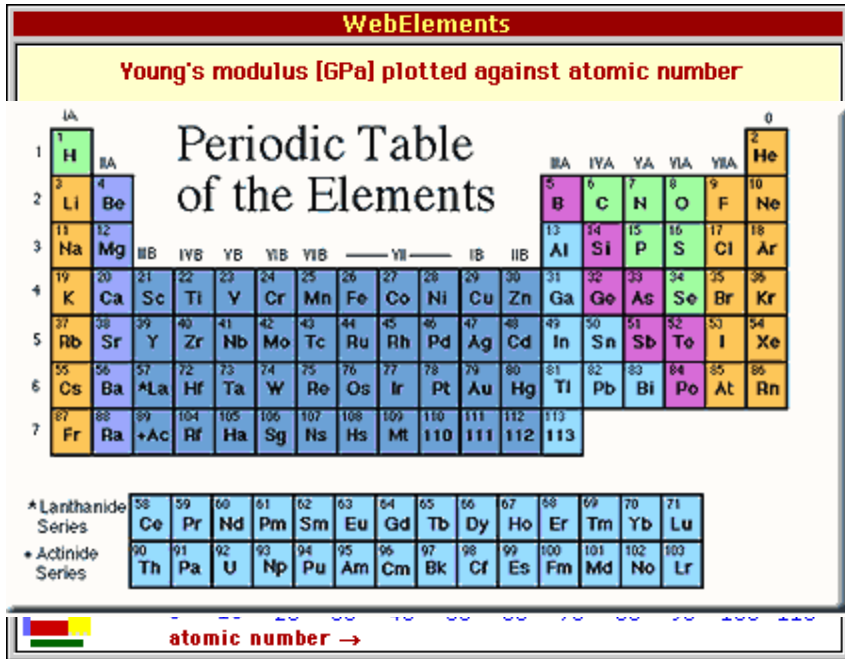 WebElements
Young's modulus [GPa] plotted against atomic number
IA 0
1 H 2 He
1 IIA IIIA IVA VA VIA VIIA
Periodic Table
of the Elements
3 Li 4 Be 5 B 6 C 7 N 8 O 9 F 10 Ne
2
11 Na 12 Mg 13 Al 14 Si 15 P 16 S 17 Cl 18 Ar
3 IIIB IVB VB VIB VIIB VII IB IIB
19 K 20 Ca 21 Sc 22 Ti 23 V 24 Cr 25 Mn 26 Fe 27 Co 28 Ni 29 Cu 30 Zn 31 Ga 32 Ge 33 As 34 Se 35 Br 36 Kr
4
37 Rb 38 Sr 39 Y 40 Zr 41 Nb 42 Mo 43 Tc 44 Ru 45 Rh 46 Pd 47 Ag 48 Cd 49 In 50 Sn 51 Sb 52 Te 53 I 54 Xe
5
55 Cs 56 Ba 57 *La 72 Hf 73 Ta 74 W 75 Re 76 Os 77 Ir 78 Pt 79 Au 80 Hg 81 Tl 82 Pb 83 Bi 84 Po 85 At 86 Rn
6
87 Fr 88 Ra 89 +Ac 104 Rf 105 Ha 106 Sg 107 Ns 108 Hs 109 Mt 110 110 111 111 112 112 113 113
7
* Lanthanide Series
58 Ce 59 Pr 60 Nd 61 Pm 62 Sm 63 Eu 64 Gd 65 Tb 66 Dy 67 Ho 68 Er 69 Tm 70 Yb 71 Lu
+ Actinide Series
90 Th 91 Pa 92 U 93 Np 94 Pu 95 Am 96 Cm 97 Bk 98 Cf 99 Es 100 Fm 101 Md 102 No 103 Lr
atomic number →